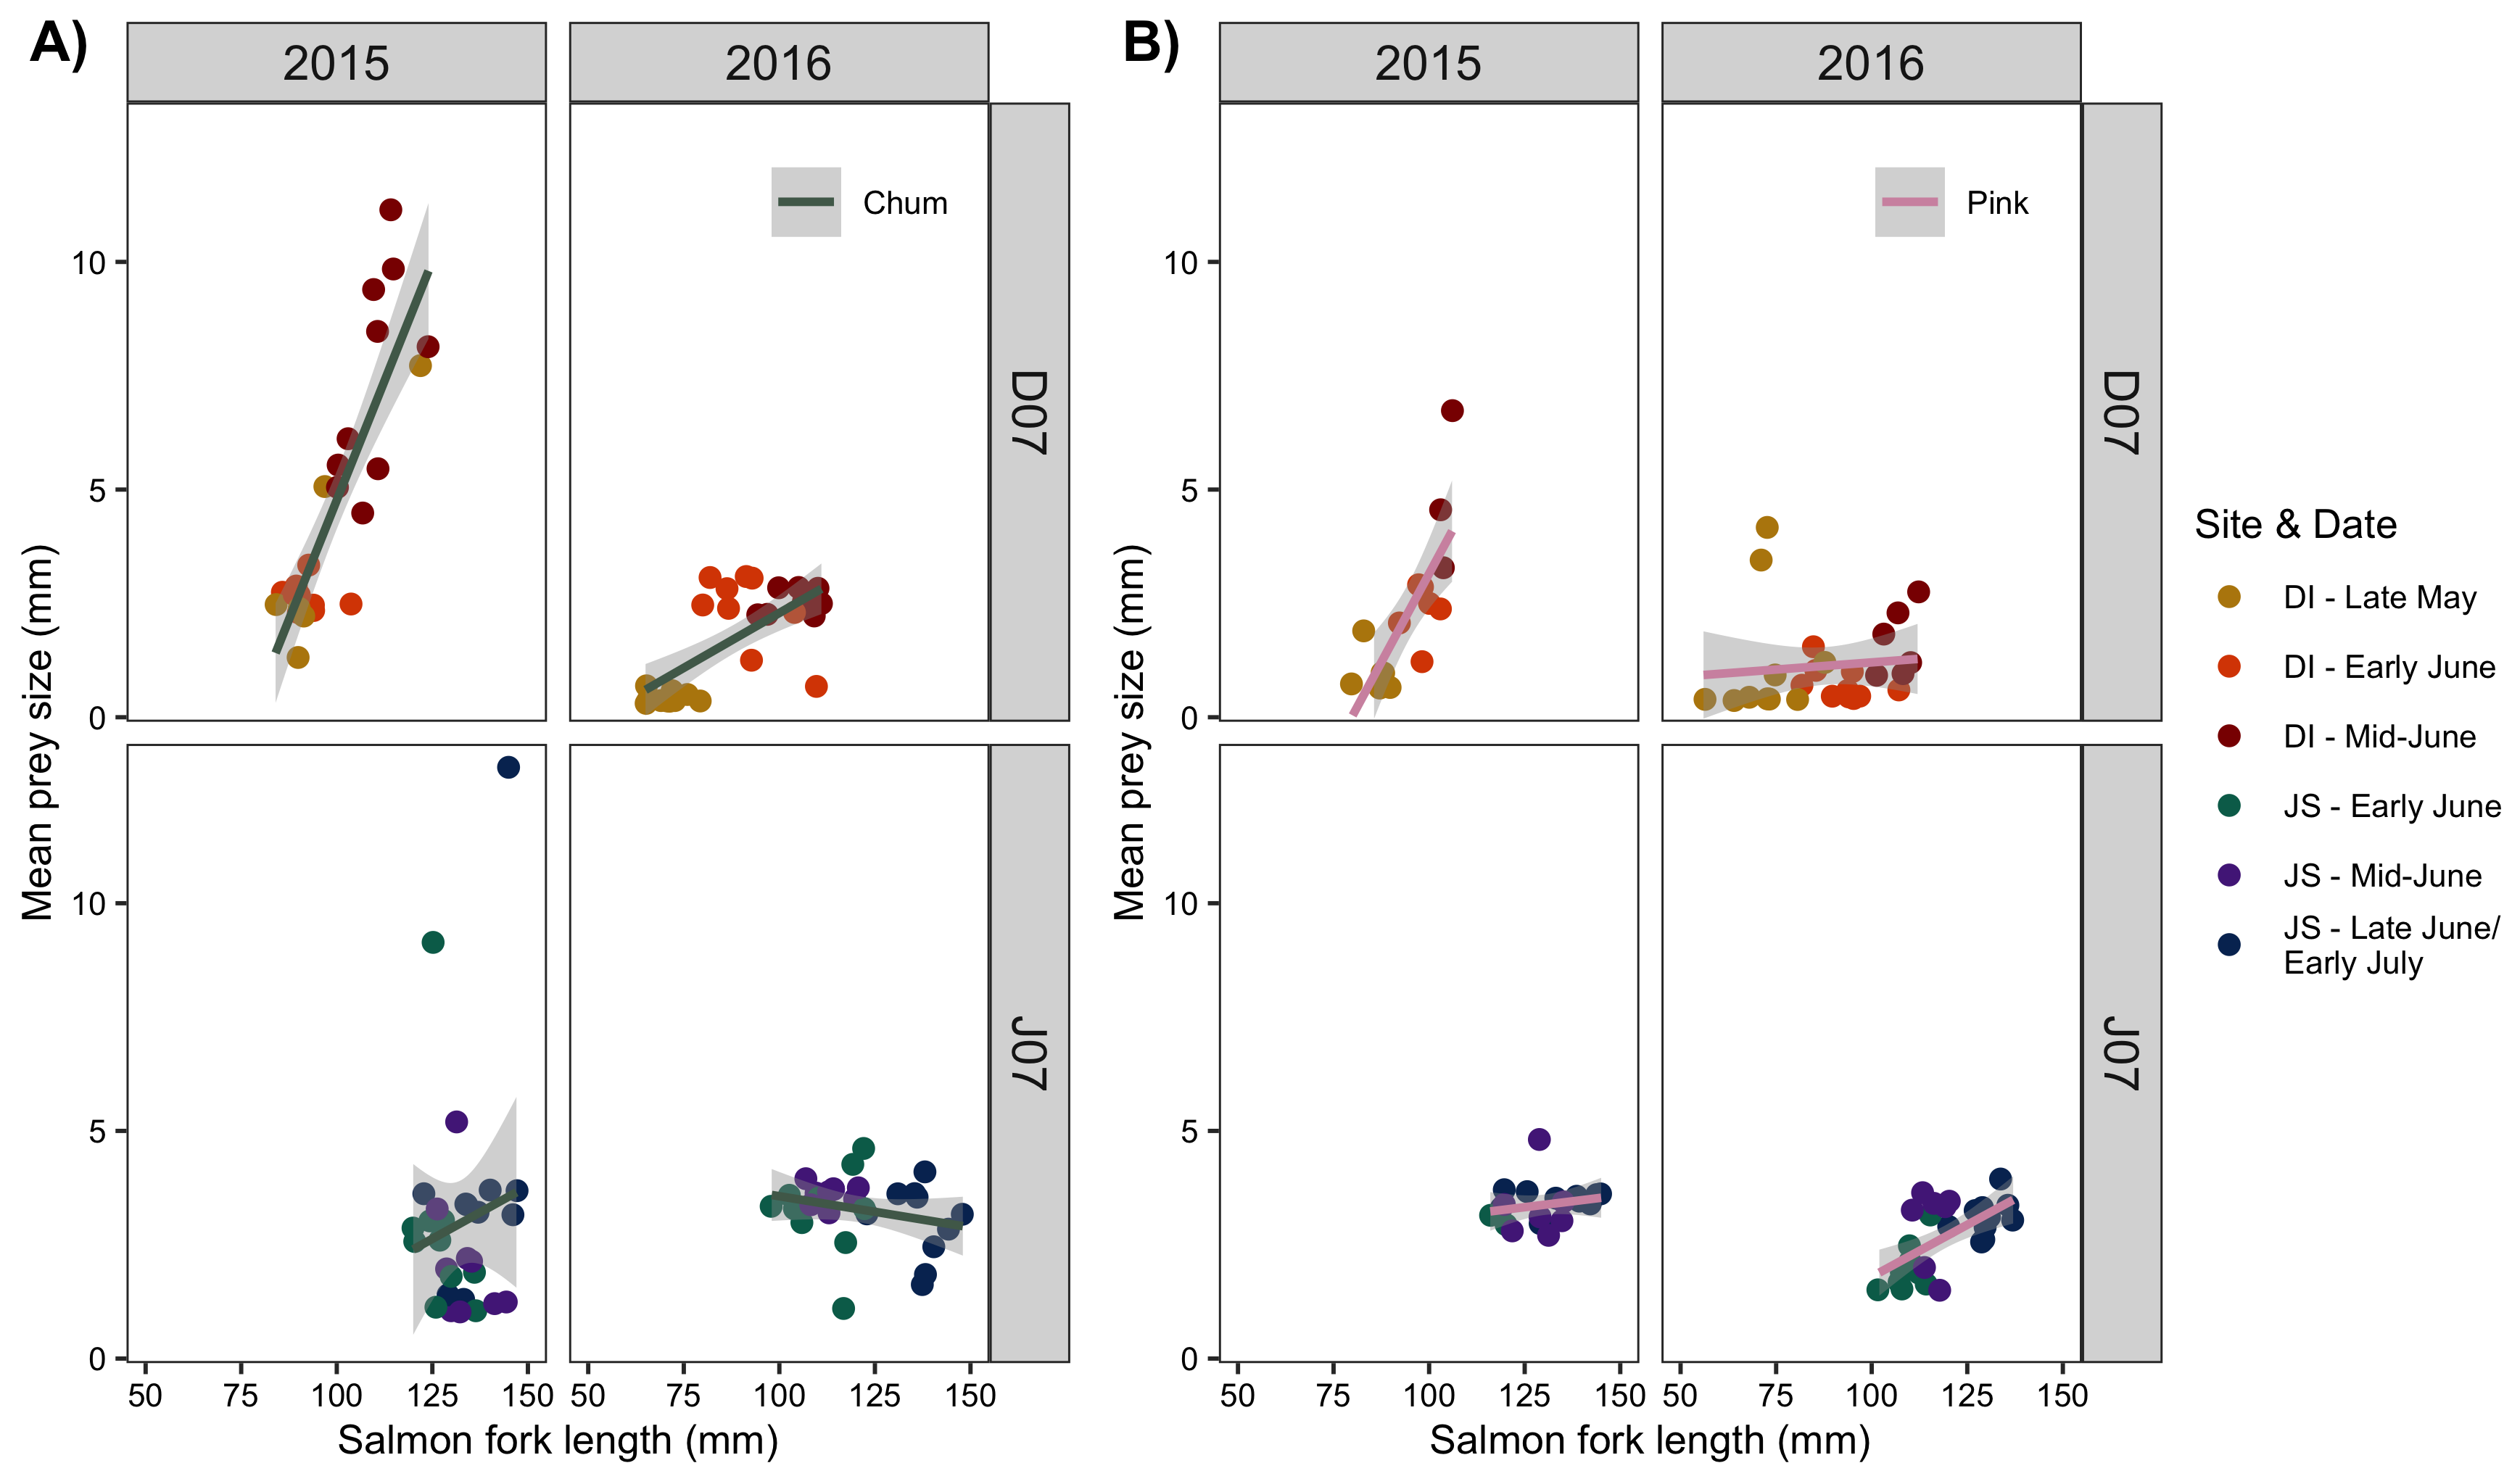 A)
2015
2016
Chum
D07
10
5
0
J07
10
5
0
Mean prey size (mm)
50 75 100 125 150
50 75 100 125 150
Salmon fork length (mm)
B)
2015
2016
Pink
D07
10
5
0
J07
10
5
0
Mean prey size (mm)
50 75 100 125 150
50 75 100 125 150
Salmon fork length (mm)
Site & Date
DI - Late May
DI - Early June
DI - Mid-June
JS - Early June
JS - Mid-June
JS - Late June/
Early July